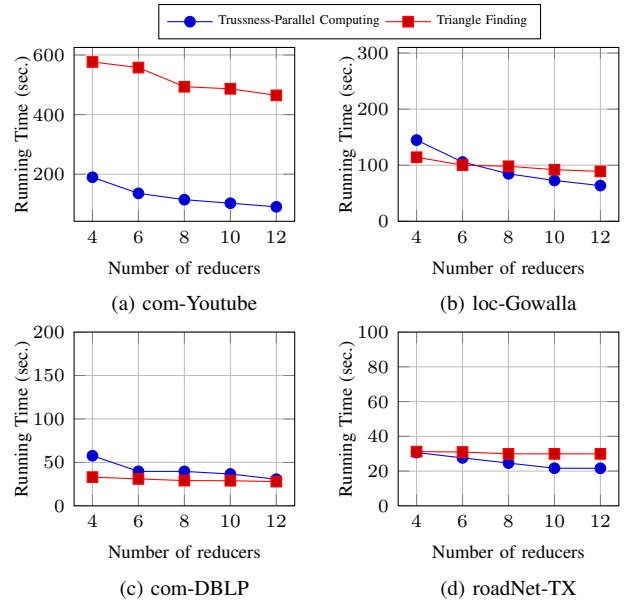 Trussness-Parallel Computing Triangle Finding
600
400
200
4 6 8 10 12
Running Time (sec.)
Number of reducers
(a) com-Youtube
300
200
100
0
4 6 8 10 12
Running Time (sec.)
Number of reducers
(b) loc-Gowalla
200
150
100
50
0
4 6 8 10 12
Running Time (sec.)
Number of reducers
(c) com-DBLP
100
80
60
40
20
0
4 6 8 10 12
Running Time (sec.)
Number of reducers
(d) roadNet-TX